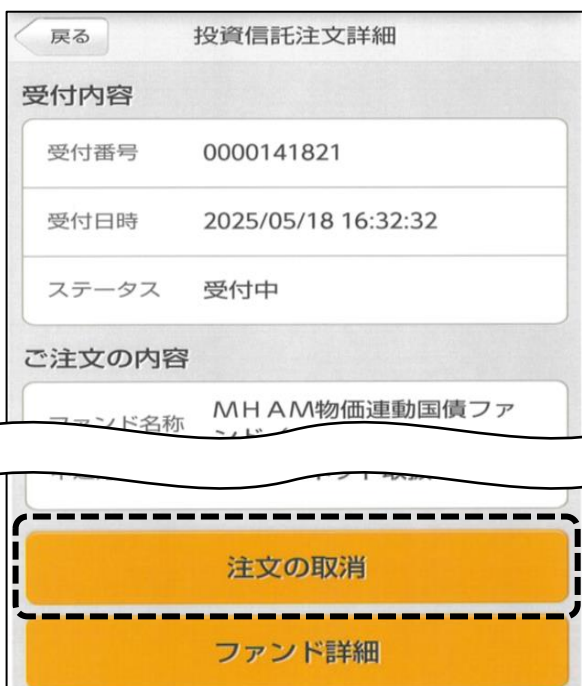 戻る
投資信託注文詳細
受付内容
受付番号 0000141821
受付日時 2025/05/18 16:32:32
ステータス 受付中
ご注文の内容
ファンド名称 ＭＨＡＭ物価連動国債ファ
注文の取消
ファンド詳細